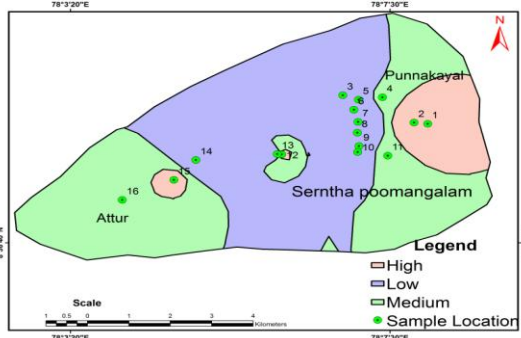 78°3'20"E
78°7'30"E
N
Punnakayal
3
5
4
6
7
2
1
8
9
13
12
10
11
14
15
Serntha poomangalam
16
Attur
Legend
High
Low
Medium
Sample Location
Scale
1 0.5 0 1 2 3 4
Kilometers
78°3'20"E
78°7'30"E